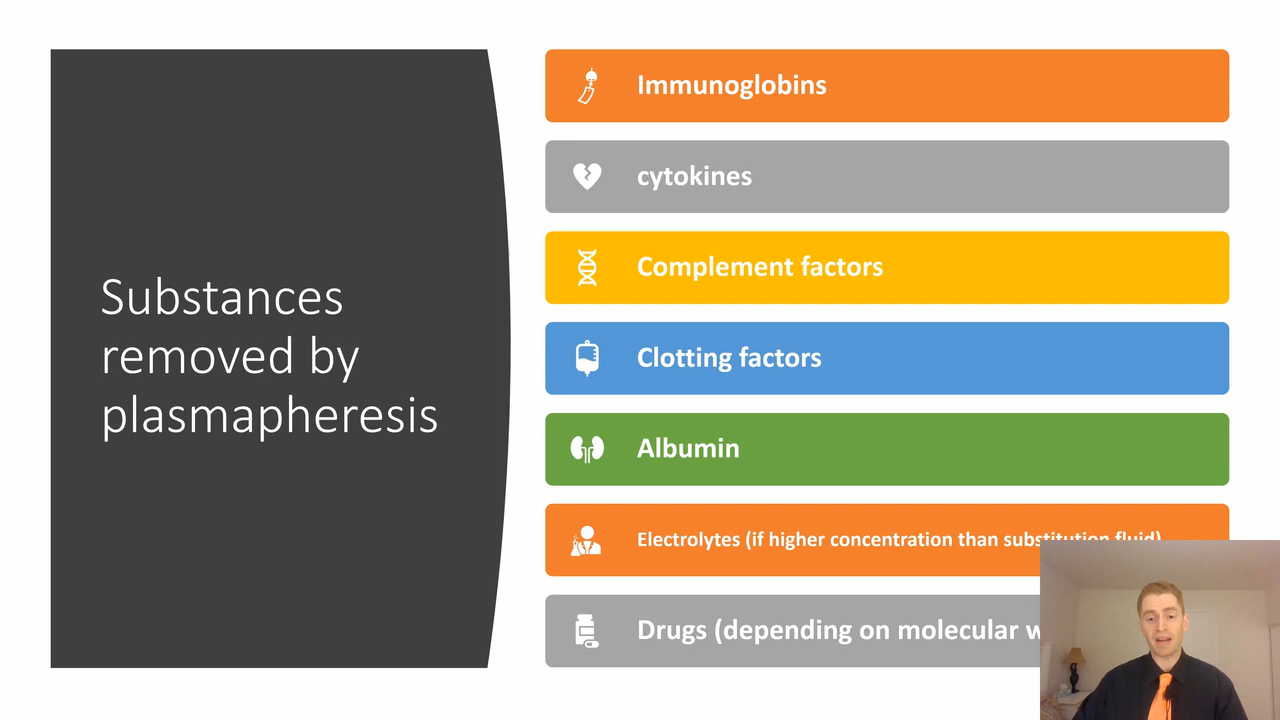 Substances
removed by
plasmapheresis
Immunoglobins
cytokines
Complement factors
Clotting factors
Albumin
Electrolytes (if higher concentration than substitution fluid)
Drugs (depending on molecular